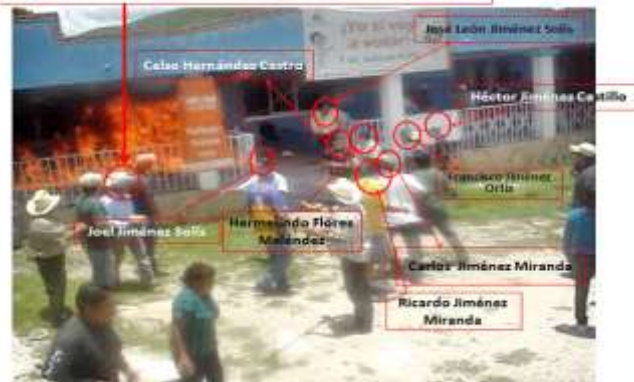 José León Jiménez Solís
Celso Hernández Castro
Héctor Jiménez Castillo
Francisco Jiménez
Ortiz
Joel Jiménez Solís
Hermelindo Flores
Meléndez
Carlos Jiménez Miranda
Ricardo Jiménez
Miranda